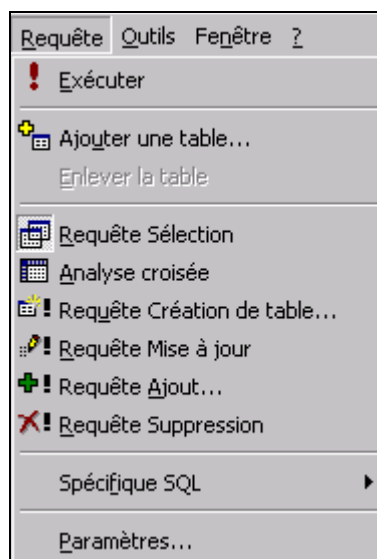 Requête Outils Fenêtre ?
Exécuter
Ajouter une table...
Enlever la table
Requête Sélection
Analyse croisée
Requête Création de table...
Requête Mise à jour
Requête Ajout...
Requête Suppression
Spécifique SQL
Paramètres...